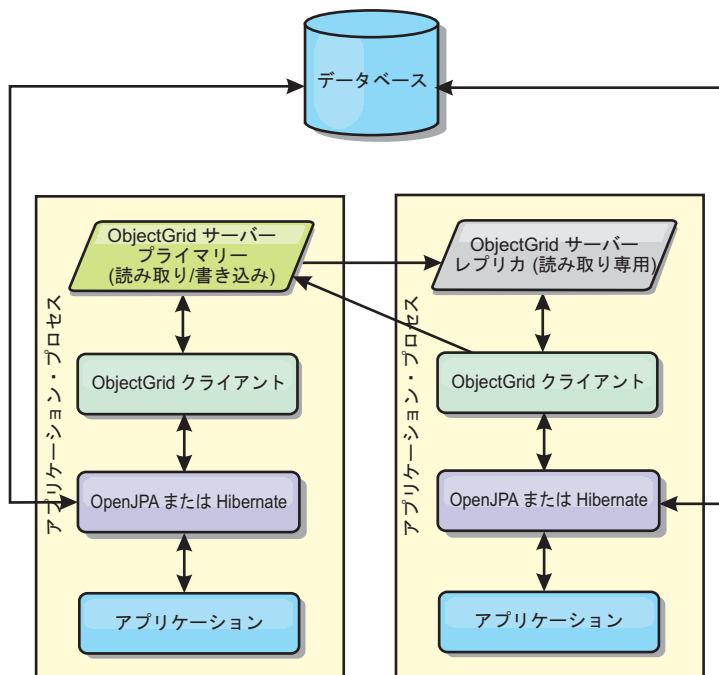 データベース
ObjectGrid サーバー
プライマリー
(読み取り/書き込み)
ObjectGrid クライアント
OpenJPA または Hibernate
アプリケーション
アプリケーション・プロセス
ObjectGrid サーバー
レプリカ (読み取り専用)
ObjectGrid クライアント
OpenJPA または Hibernate
アプリケーション
アプリケーション・プロセス